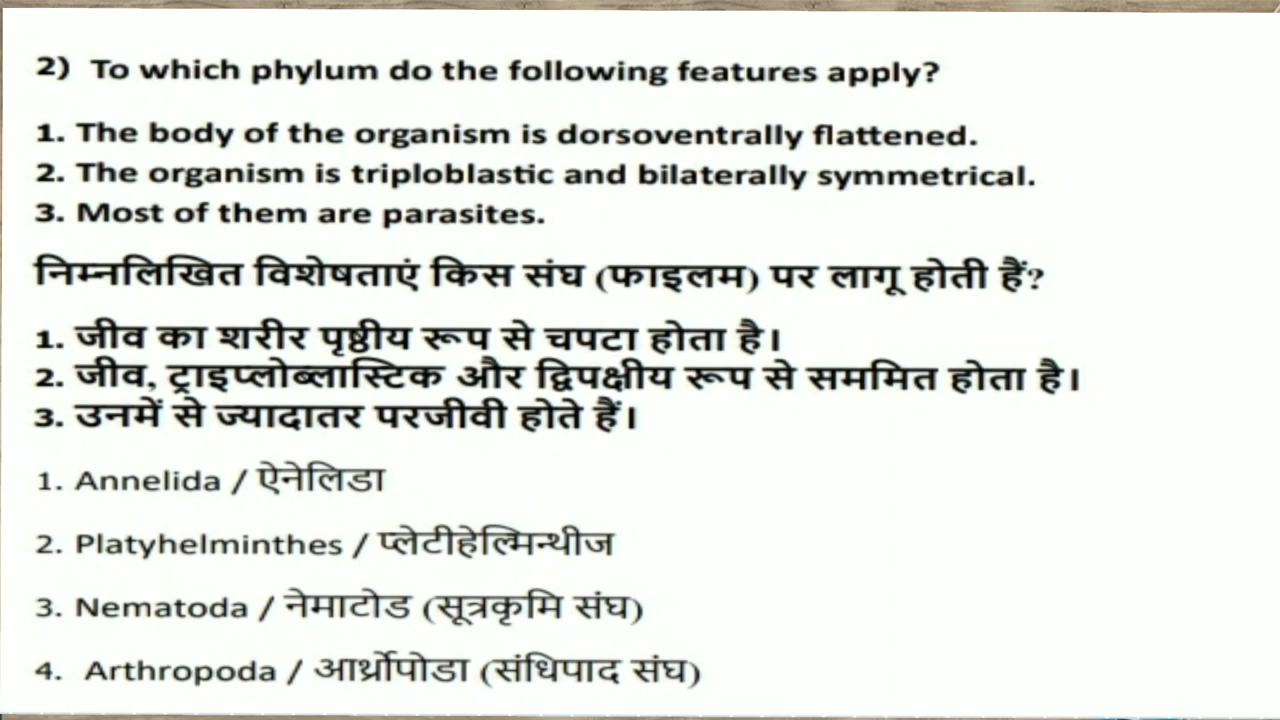 2) To which phylum do the following features apply?
1. The body of the organism is dorsoventrally flattened.
2. The organism is triploblastic and bilaterally symmetrical.
3. Most of them are parasites.
निम्नलिखित विशेषताएं किस संघ (फाइलम) पर लागू होती हैं?
1. जीव का शरीर पृष्ठीय रूप से चपटा होता है।
2. जीव, ट्राइप्लोब्लास्टिक और द्विपक्षीय रूप से सममित होता है।
3. उनमें से ज्यादातर परजीवी होते हैं।
1. Annelida / ऐनेलिडा
2. Platyhelminthes / प्लेटीहेल्मिन्थीज
3. Nematoda / नेमाटोड (सूत्रकृमि संघ)
4. Arthropoda / आर्थ्रोपोडा (संधिपाद संघ)